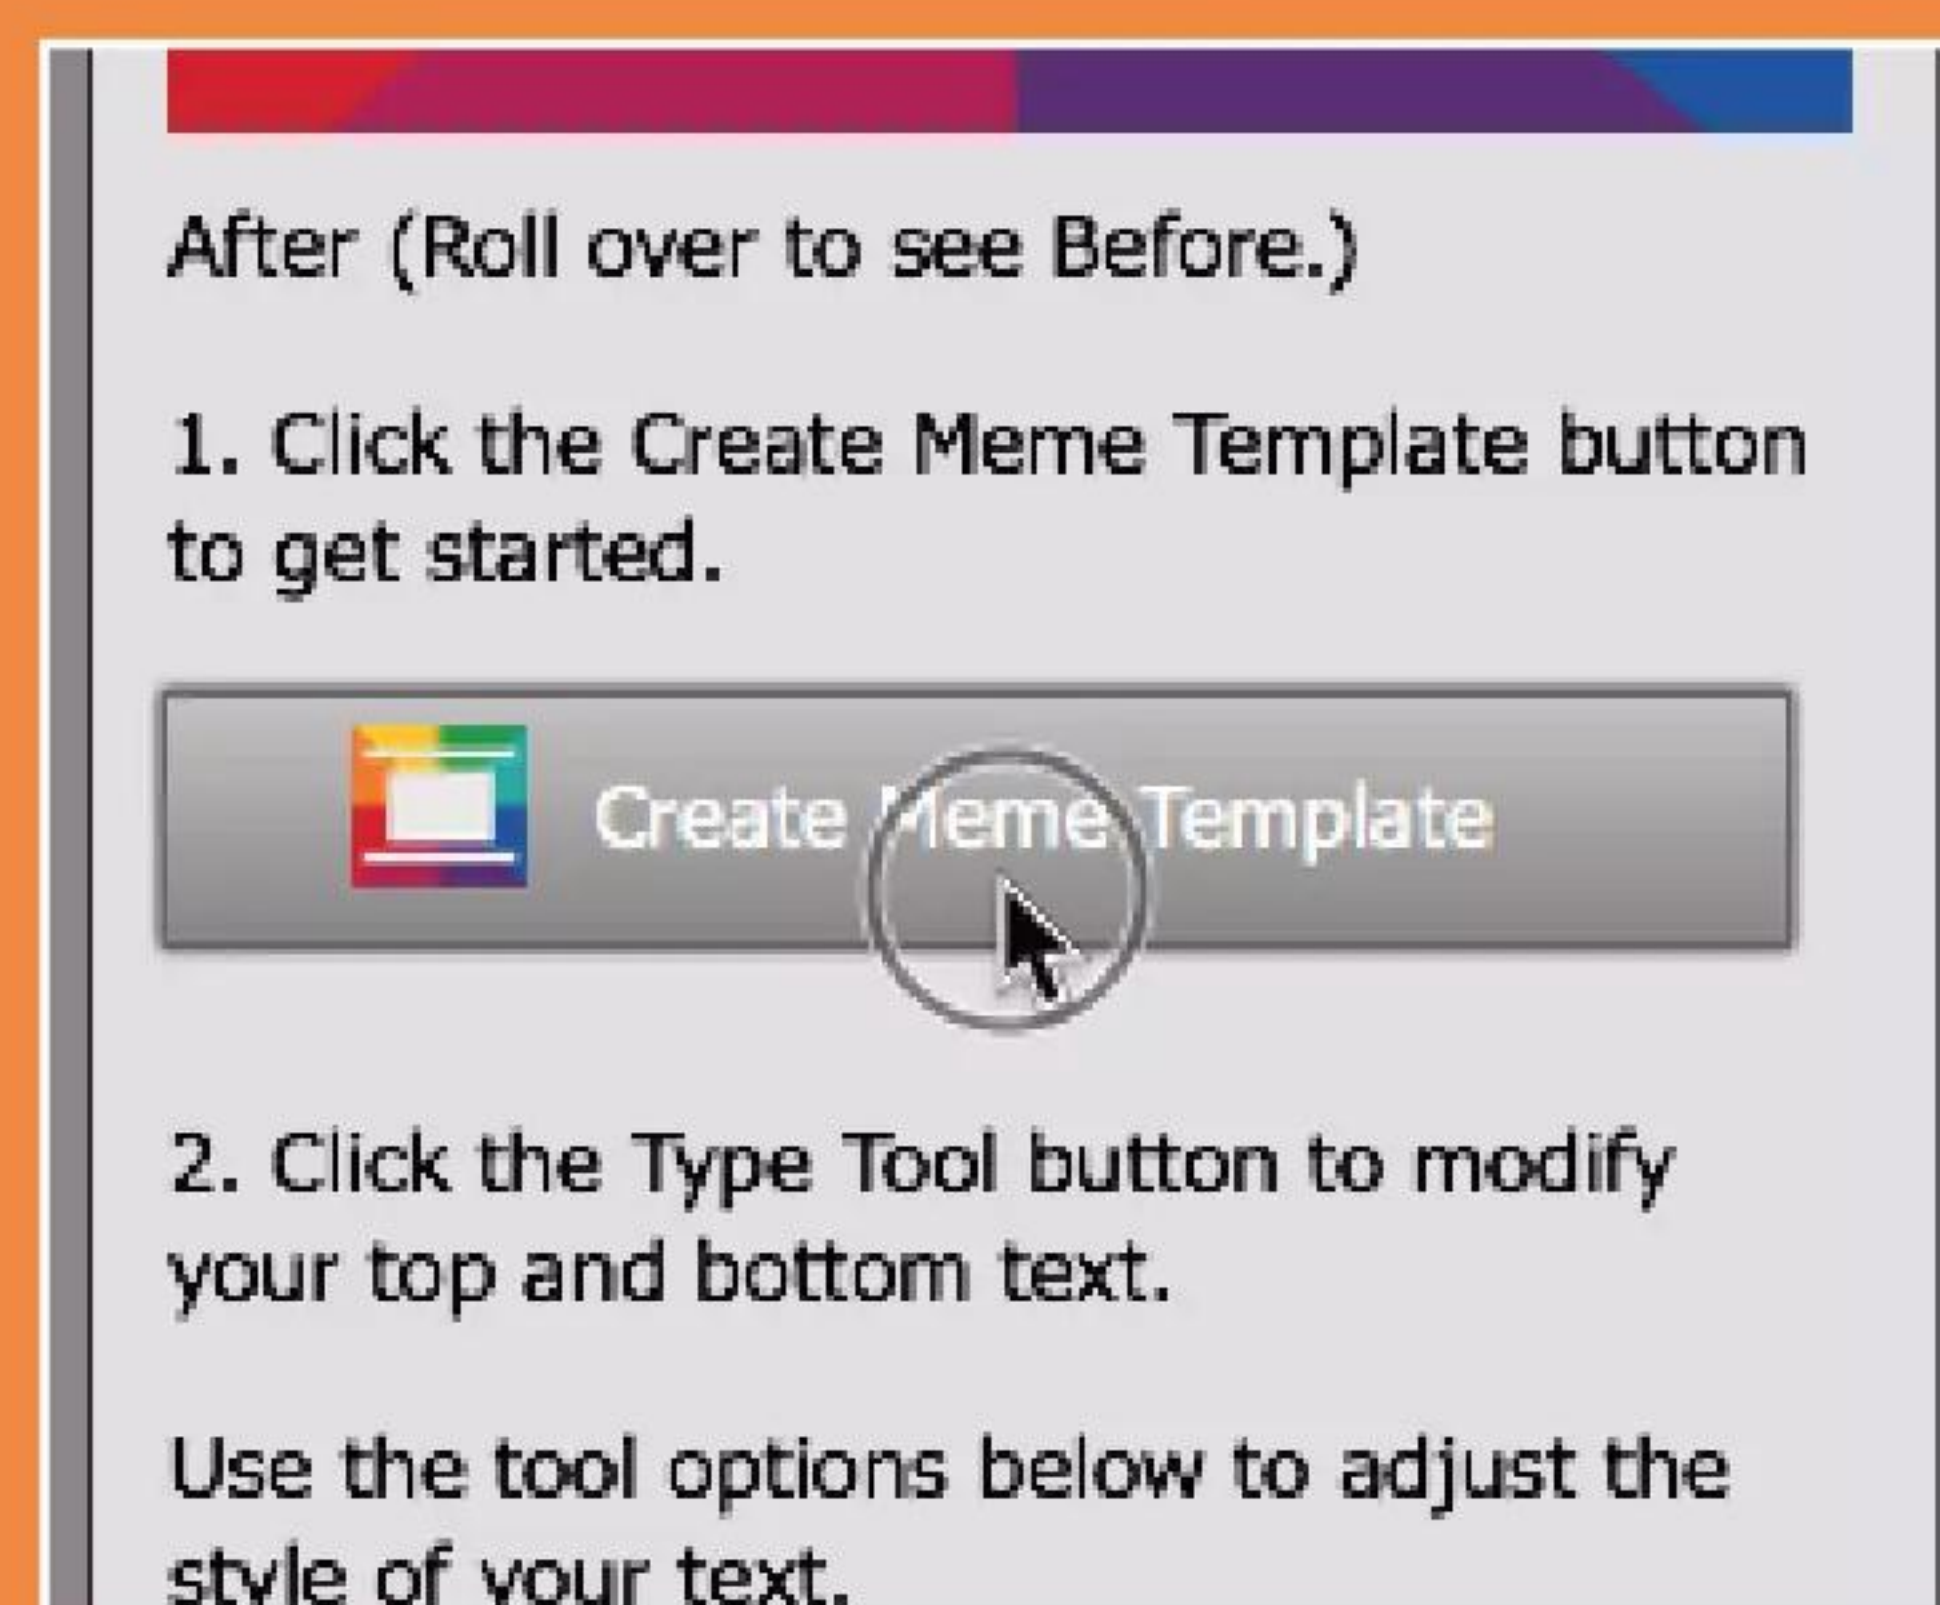 After (Roll over to see Before.)
1. Click the Create Meme Template button
to get started.
Create Meme Template
2. Click the Type Tool button to modify
your top and bottom text.
Use the tool options below to adjust the
style of your text.